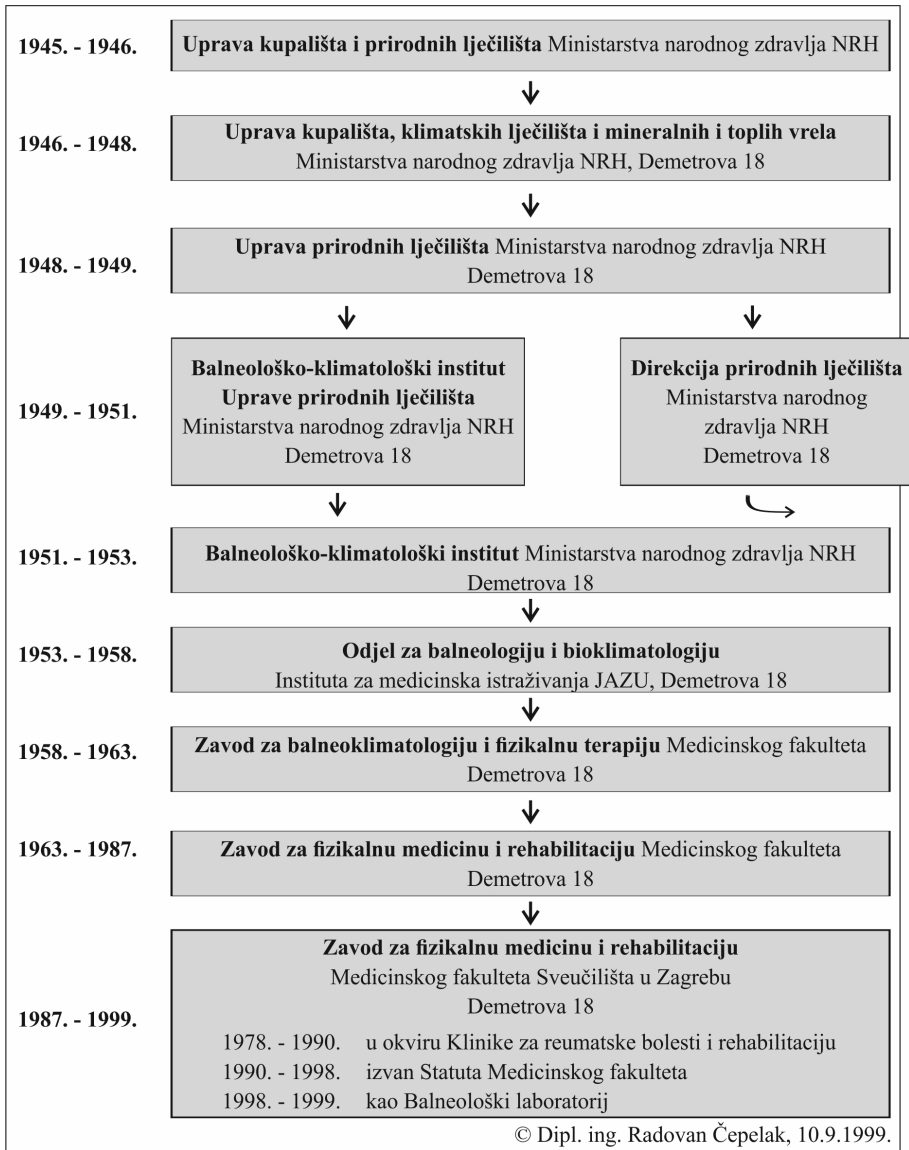 1945. - 1946.
Uprava kupališta i prirodnih lječilišta Ministarstva narodnog zdravlja NRH
1946. - 1948.
Uprava kupališta, klimatskih lječilišta i mineralnih i toplih vrela
Ministarstva narodnog zdravlja NRH, Demetrova 18
1948. - 1949.
Uprava prirodnih lječilišta Ministarstva narodnog zdravlja NRH
Demetrova 18
1949. - 1951.
Balneološko-klimatološki institut
Uprave prirodnih lječilišta
Ministarstva narodnog zdravlja NRH
Demetrova 18
Direkcija prirodnih lječilišta
Ministarstva narodnog
zdravlja NRH
Demetrova 18
1951. - 1953.
Balneološko-klimatološki institut Ministarstva narodnog zdravlja NRH
Demetrova 18
1953. - 1958.
Odjel za balneologiju i bioklimatologiju
Instituta za medicinska istraživanja JAZU, Demetrova 18
1958. - 1963.
Zavod za balneoklimatologiju i fizikalnu terapiju Medicinskog fakulteta
Demetrova 18
1963. - 1987.
Zavod za fizikalnu medicinu i rehabilitaciju Medicinskog fakulteta
Demetrova 18
1987. - 1999.
Zavod za fizikalnu medicinu i rehabilitaciju
Medicinskog fakulteta Sveučilišta u Zagrebu
Demetrova 18
1978. - 1990. u okviru Klinike za reumatske bolesti i rehabilitaciju
1990. - 1998. izvan Statuta Medicinskog fakulteta
1998. - 1999. kao Balneološki laboratorij
© Dipl. ing. Radovan Čepelak, 10.9.1999.